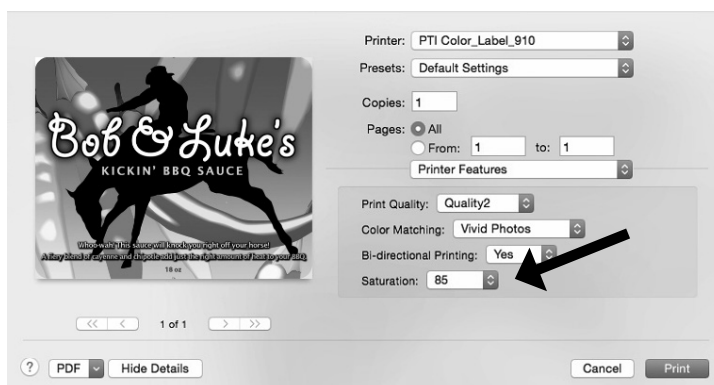 Printer: PTI Color_Label_910
Presets: Default Settings
Copies: 1
Pages: All
From: 1 to: 1
Printer Features
Print Quality: Quality2
Color Matching: Vivid Photos
Bi-directional Printing: Yes
Saturation: 85
Bob & Luke's
KICKIN' BBQ SAUCE
Whoo-wah! This sauce will knock you right off your horse!
A fiery blend of cayenne and chipotle add just the right amount of heat to your BBQ.
18 oz
<< < 1 of 1 > >>
? PDF Hide Details Cancel Print